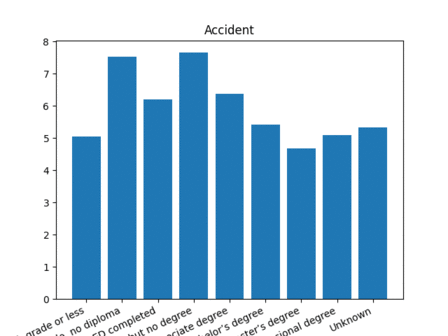 Accident
8
7
6
5
4
3
2
1
0
grade or less
no diploma
completed
but no degree
degree
degree
degree
degree
Unknown